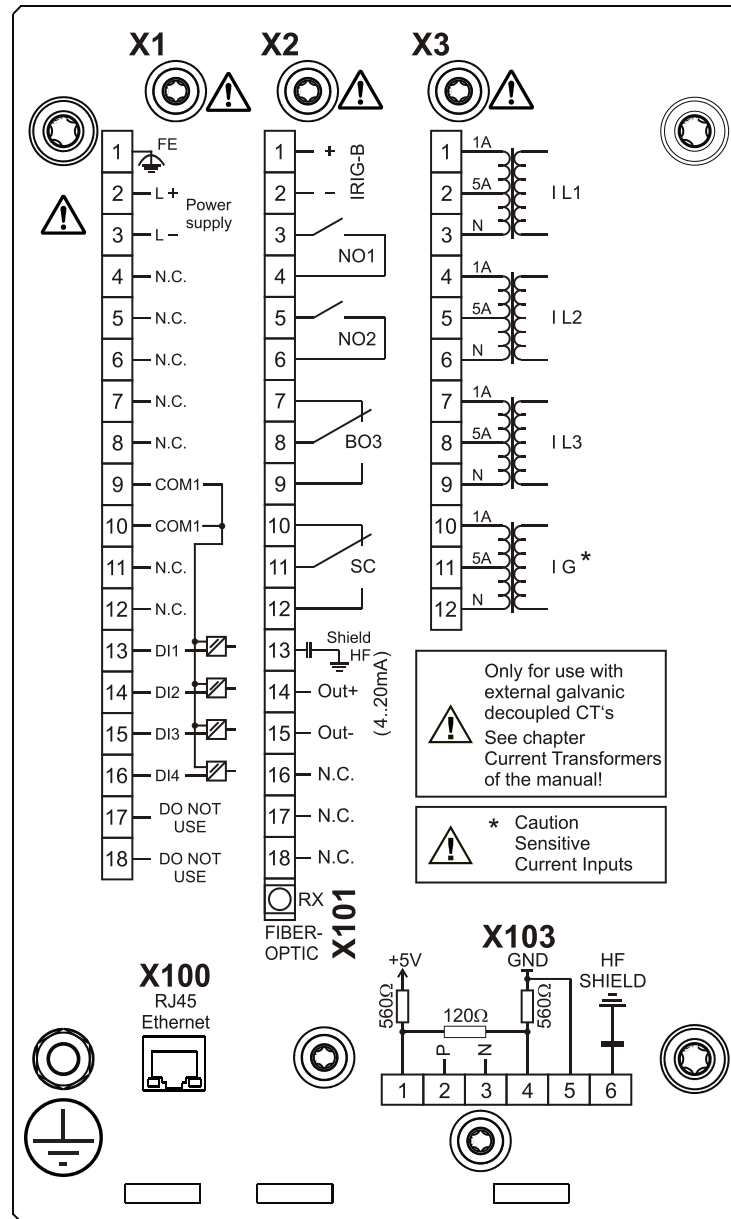 X1
1 FE
2 L+
Power
supply
3 L-
4 N.C.
5 N.C.
6 N.C.
7 N.C.
8 N.C.
9 COM1
10 COM1
11 N.C.
12 N.C.
13 DI1
14 DI2
15 DI3
16 DI4
17 DO NOT
USE
18 DO NOT
USE
X2
1 +
2 -
IRIG-B
3
NO1
4
5
NO2
6
7
8 BO3
9
10
11 SC
12
13 Shield
HF
14 Out+
15 Out-
(4..20mA)
16 N.C.
17 N.C.
18 N.C.
RX
FIBER-
OPTIC
X101
X3
1 1A
2 5A I L1
3 N
4 1A
5 5A I L2
6 N
7 1A
8 5A I L3
9 N
10 1A
11 5A I G*
12 N
Only for use with
external galvanic
decoupled CT's
See chapter
Current Transformers
of the manual!
* Caution
Sensitive
Current Inputs
X100
RJ45
Ethernet
X103
+5V GND HF
SHIELD
560Ω 120Ω 560Ω
P N
1 2 3 4 5 6